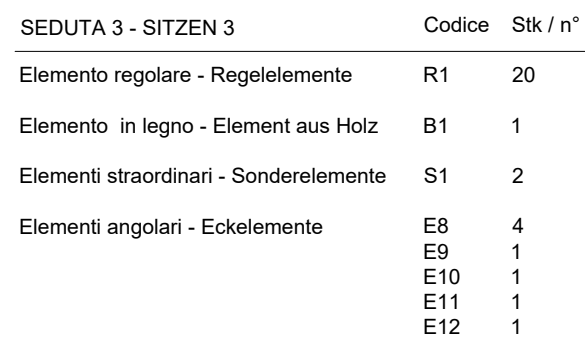 SEDUTA 3 - SITZEN 3 Codice Stk / n°
Elemento regolare - Regelelemente R1 20
Elemento in legno - Element aus Holz B1 1
Elementi straordinari - Sonderelemente S1 2
Elementi angolari - Eckelemente E8 4
E9 1
E10 1
E11 1
E12 1